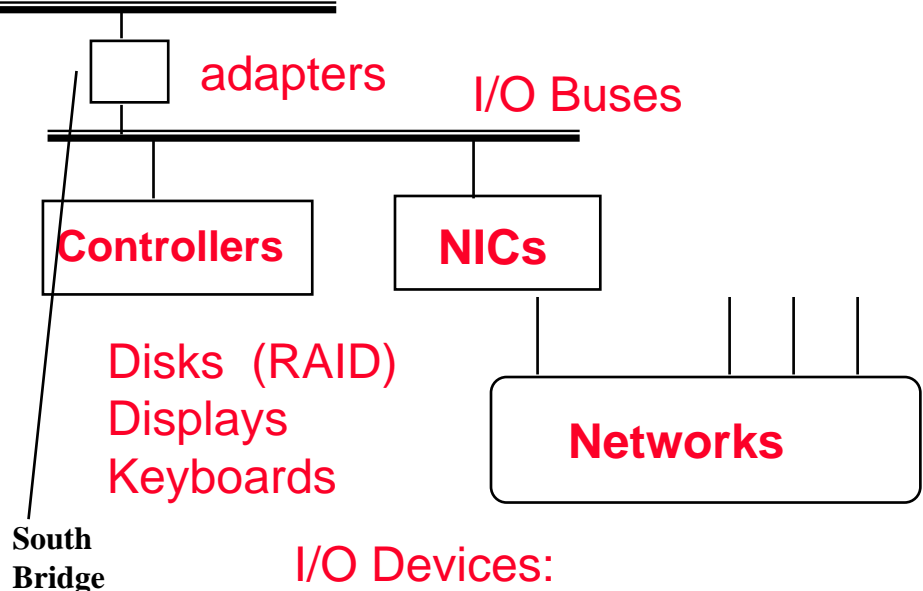 adapters
I/O Buses
Controllers
NICs
Disks (RAID)
Displays
Keyboards
Networks
South
Bridge
I/O Devices: